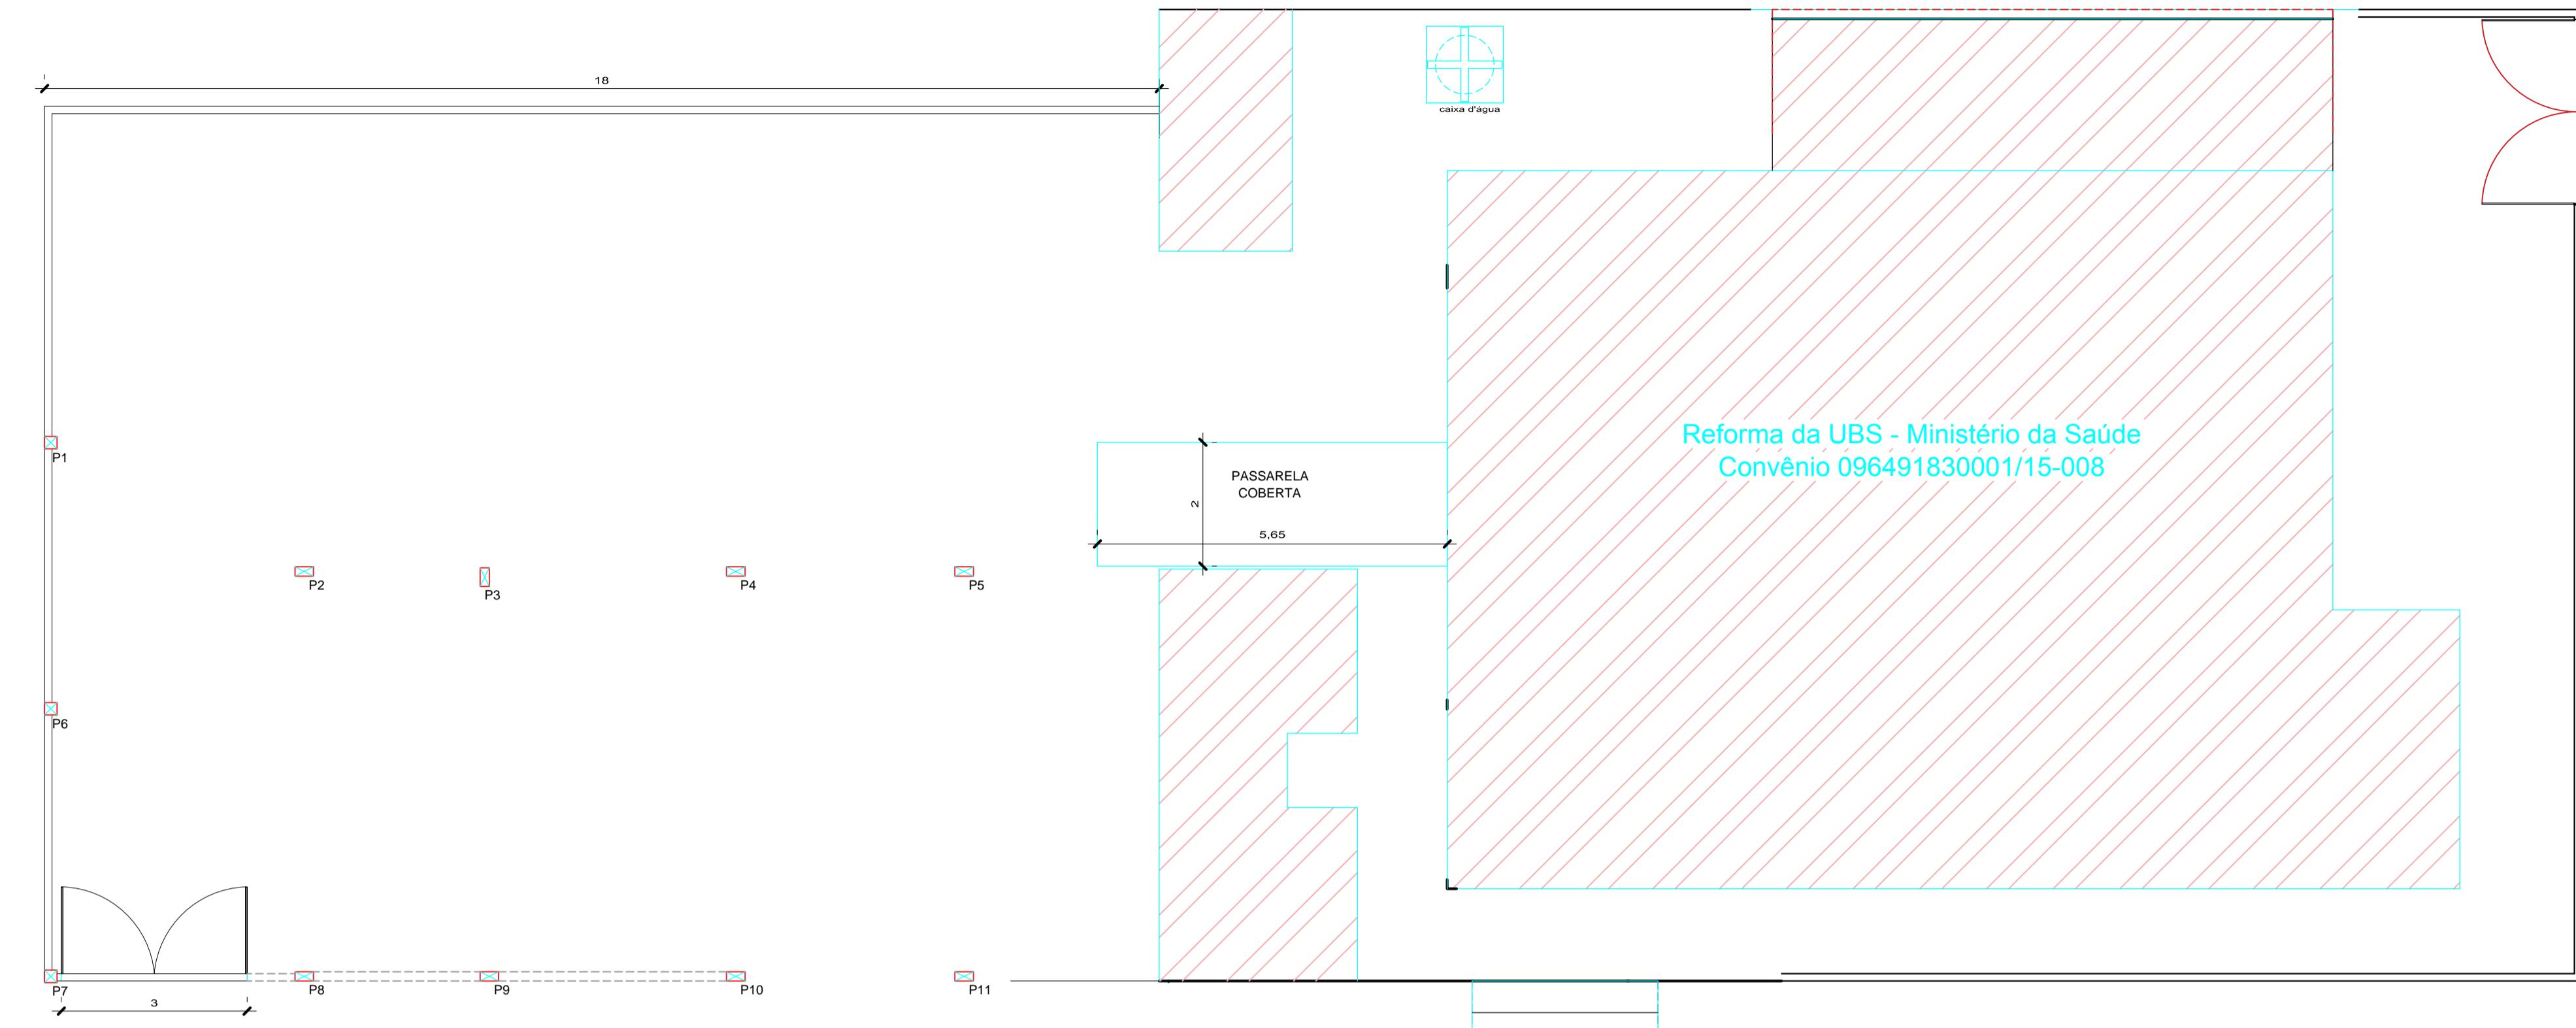 18
caixa d'água
Reforma da UBS - Ministério da Saúde
Convênio 096491830001/15-008
P1
PASSARELA
COBERTA
2
5,65
P2
P3
P4
P5
P6
P7
P8
P9
P10
P11
3